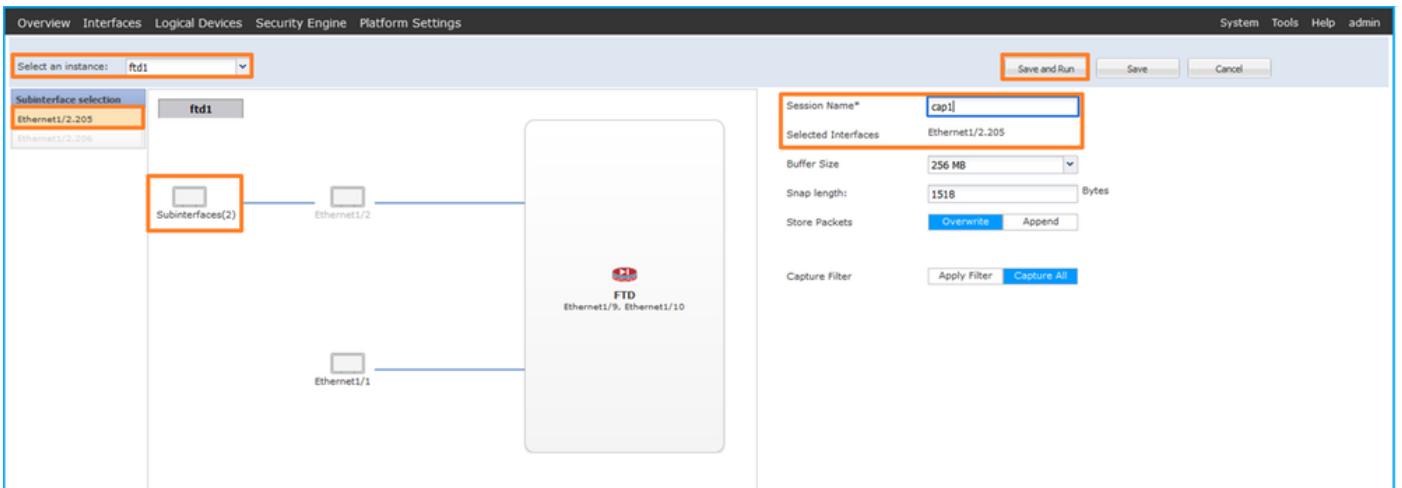 Overview Interfaces Logical Devices Security Engine Platform Settings System Tools Help admin
Select an instance: ftd1 Save and Run Save Cancel
Subinterface selection
Ethernet1/2.205
Ethernet1/2.206
ftd1
Subinterfaces(2)
Ethernet1/2
Ethernet1/1
FTD
Ethernet1/9, Ethernet1/10
Session Name* cap1
Selected Interfaces Ethernet1/2.205
Buffer Size 256 MB
Snap length: 1518 Bytes
Store Packets Overwrite Append
Capture Filter Apply Filter Capture All